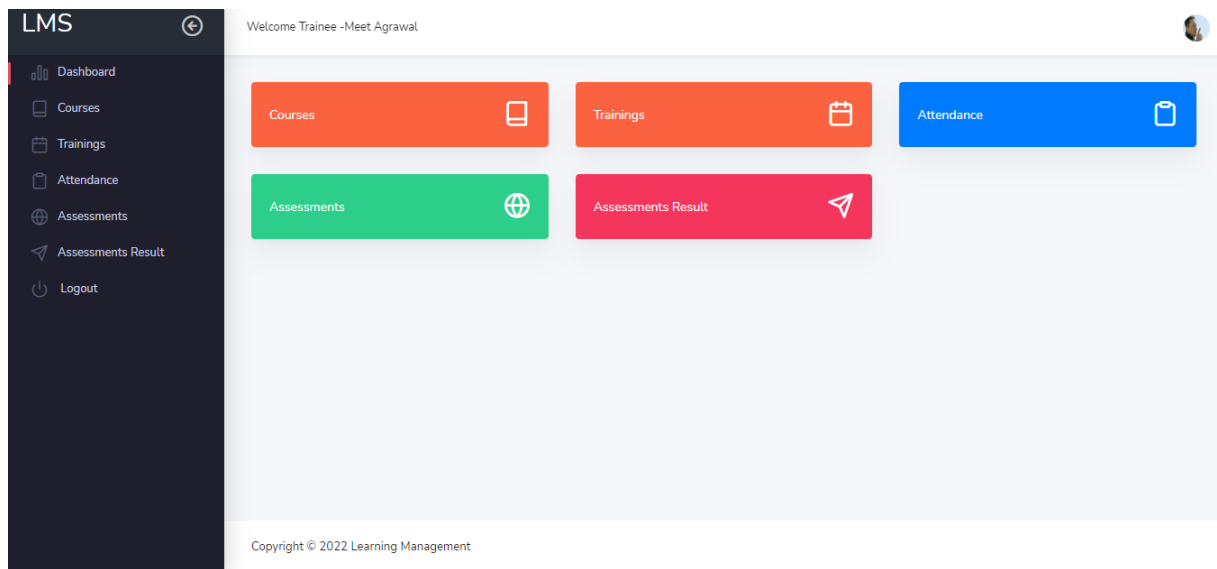 LMS
Welcome Trainee -Meet Agrawal
Dashboard
Courses
Trainings
Attendance
Assessments
Assessments Result
Logout
Courses
Trainings
Attendance
Assessments
Assessments Result
Copyright © 2022 Learning Management